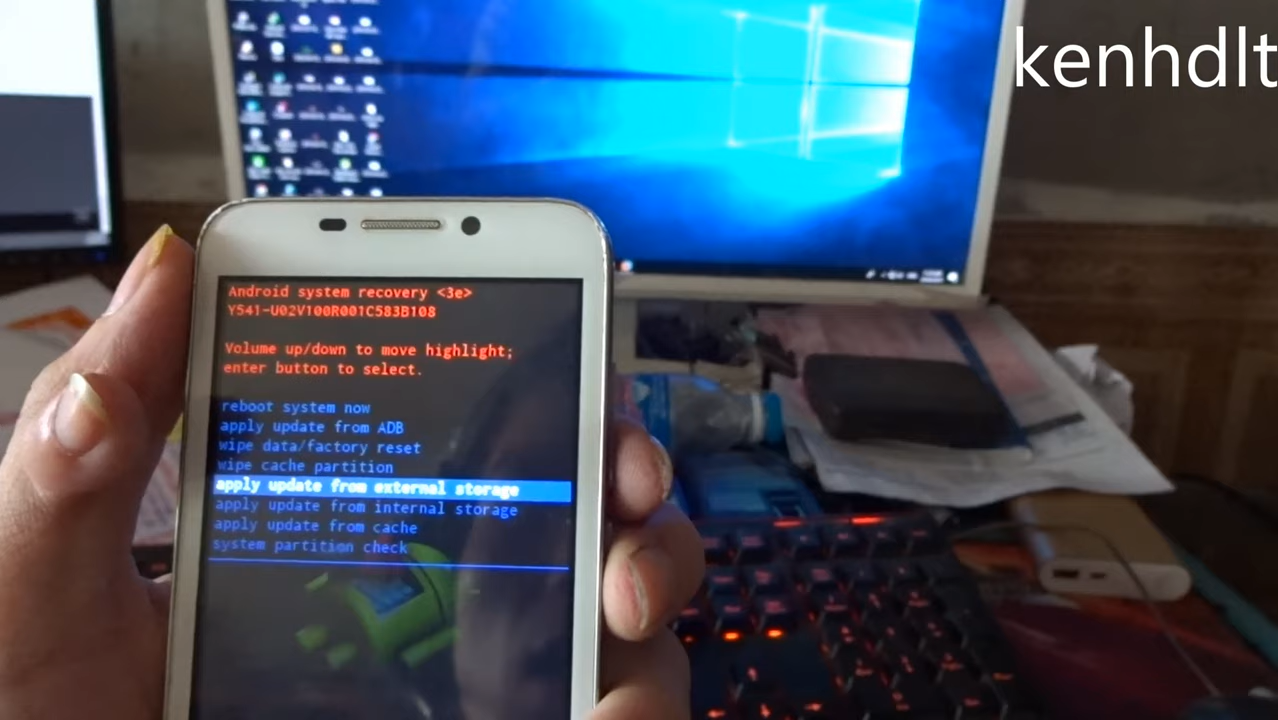 kenhdlt
Android system recovery <3e>
Y541-U02V100R001C583B108
Volume up/down to move highlight;
enter button to select.
reboot system now
apply update from ADB
wipe data/factory reset
wipe cache partition
apply update from external storage
apply update from internal storage
apply update from cache
system partition check